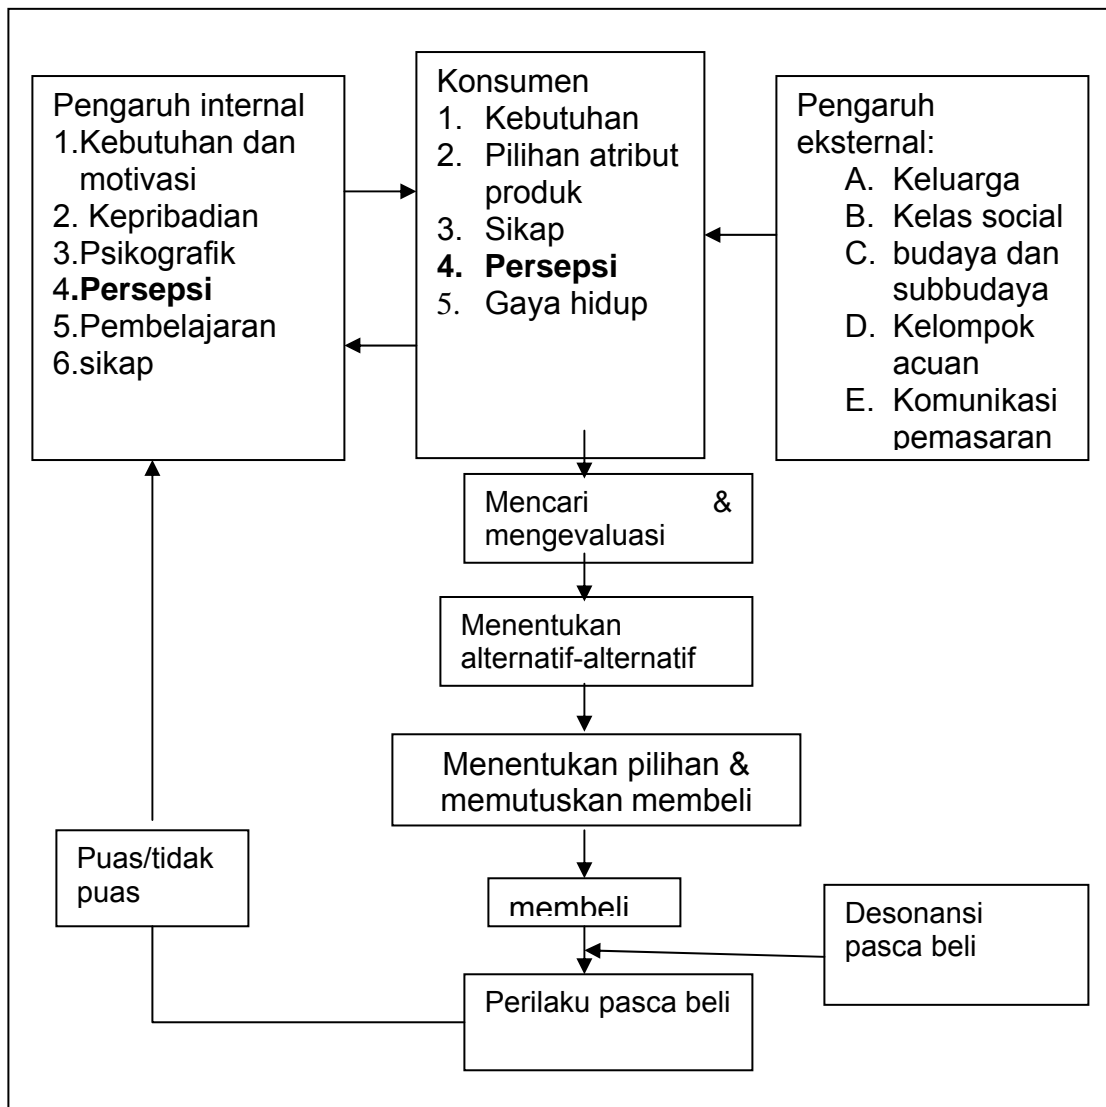 Pengaruh internal
1.Kebutuhan dan
motivasi
2. Kepribadian
3.Psikografik
4.Persepsi
5.Pembelajaran
6.sikap
Konsumen
1. Kebutuhan
2. Pilihan atribut
produk
3. Sikap
4. Persepsi
5. Gaya hidup
Pengaruh
eksternal:
A. Keluarga
B. Kelas social
C. budaya dan
subbudaya
D. Kelompok
acuan
E. Komunikasi
pemasaran
Mencari &
mengevaluasi
Menentukan
alternatif-alternatif
Menentukan pilihan &
memutuskan membeli
Puas/tidak
puas
membeli
Desonansi
pasca beli
Perilaku pasca beli